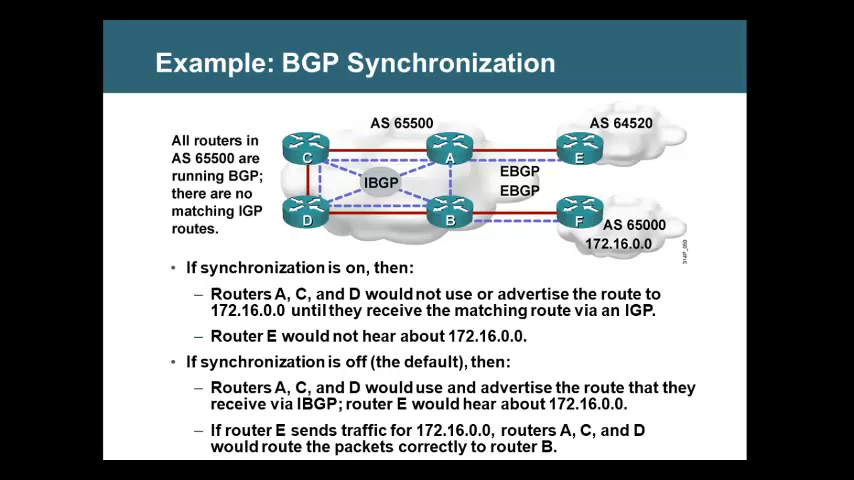 Example: BGP Synchronization
AS 65500
AS 64520
All routers in
AS 65500 are
running BGP;
there are no
matching IGP
routes.
C
A
E
IBGP
EBGP
EBGP
D
B
F
AS 65000
172.16.0.0
314P_050
• If synchronization is on, then:
– Routers A, C, and D would not use or advertise the route to
172.16.0.0 until they receive the matching route via an IGP.
– Router E would not hear about 172.16.0.0.
• If synchronization is off (the default), then:
– Routers A, C, and D would use and advertise the route that they
receive via IBGP; router E would hear about 172.16.0.0.
– If router E sends traffic for 172.16.0.0, routers A, C, and D
would route the packets correctly to router B.